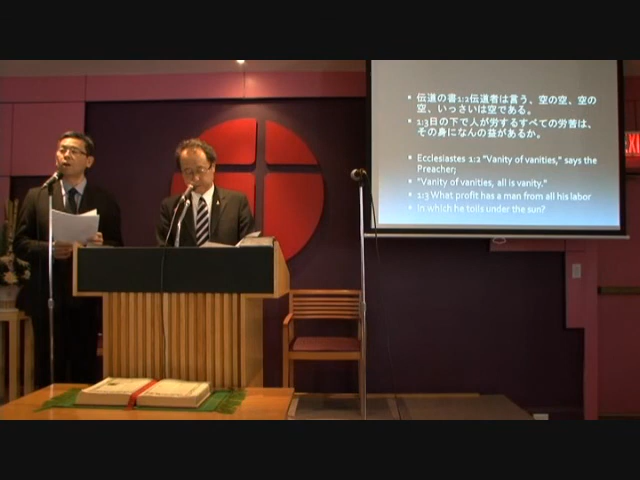 • 伝道の書1:2伝道者は言う、空の空、空の
空、いっさいは空である。
• 1:3日の下で人が労するすべての労苦は、
その身になんの益があるか。
• Ecclesiastes 1:2 "Vanity of vanities," says the
Preacher;
• "Vanity of vanities, all is vanity."
• 1:3 What profit has a man from all his labor
• In which he toils under the sun?
EXIT